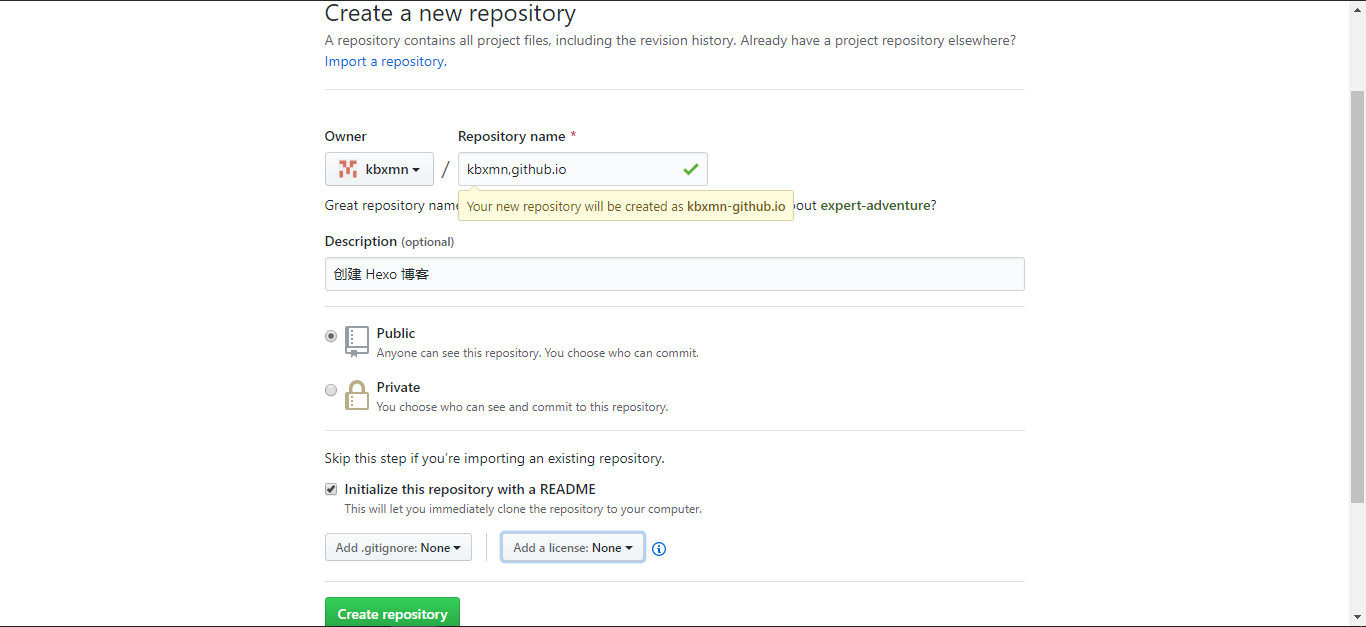 Create a new repository
A repository contains all project files, including the revision history. Already have a project repository elsewhere?
Import a repository.
Owner
Repository name *
kbxmn
/
kbxmn,github.io
Great repository name
Your new repository will be created as kbxmn-github.io
out expert-adventure?
Description (optional)
创建 Hexo 博客
Public
Anyone can see this repository. You choose who can commit.
Private
You choose who can see and commit to this repository.
Skip this step if you’re importing an existing repository.
Initialize this repository with a README
This will let you immediately clone the repository to your computer.
Add .gitignore: None
Add a license: None
Create repository